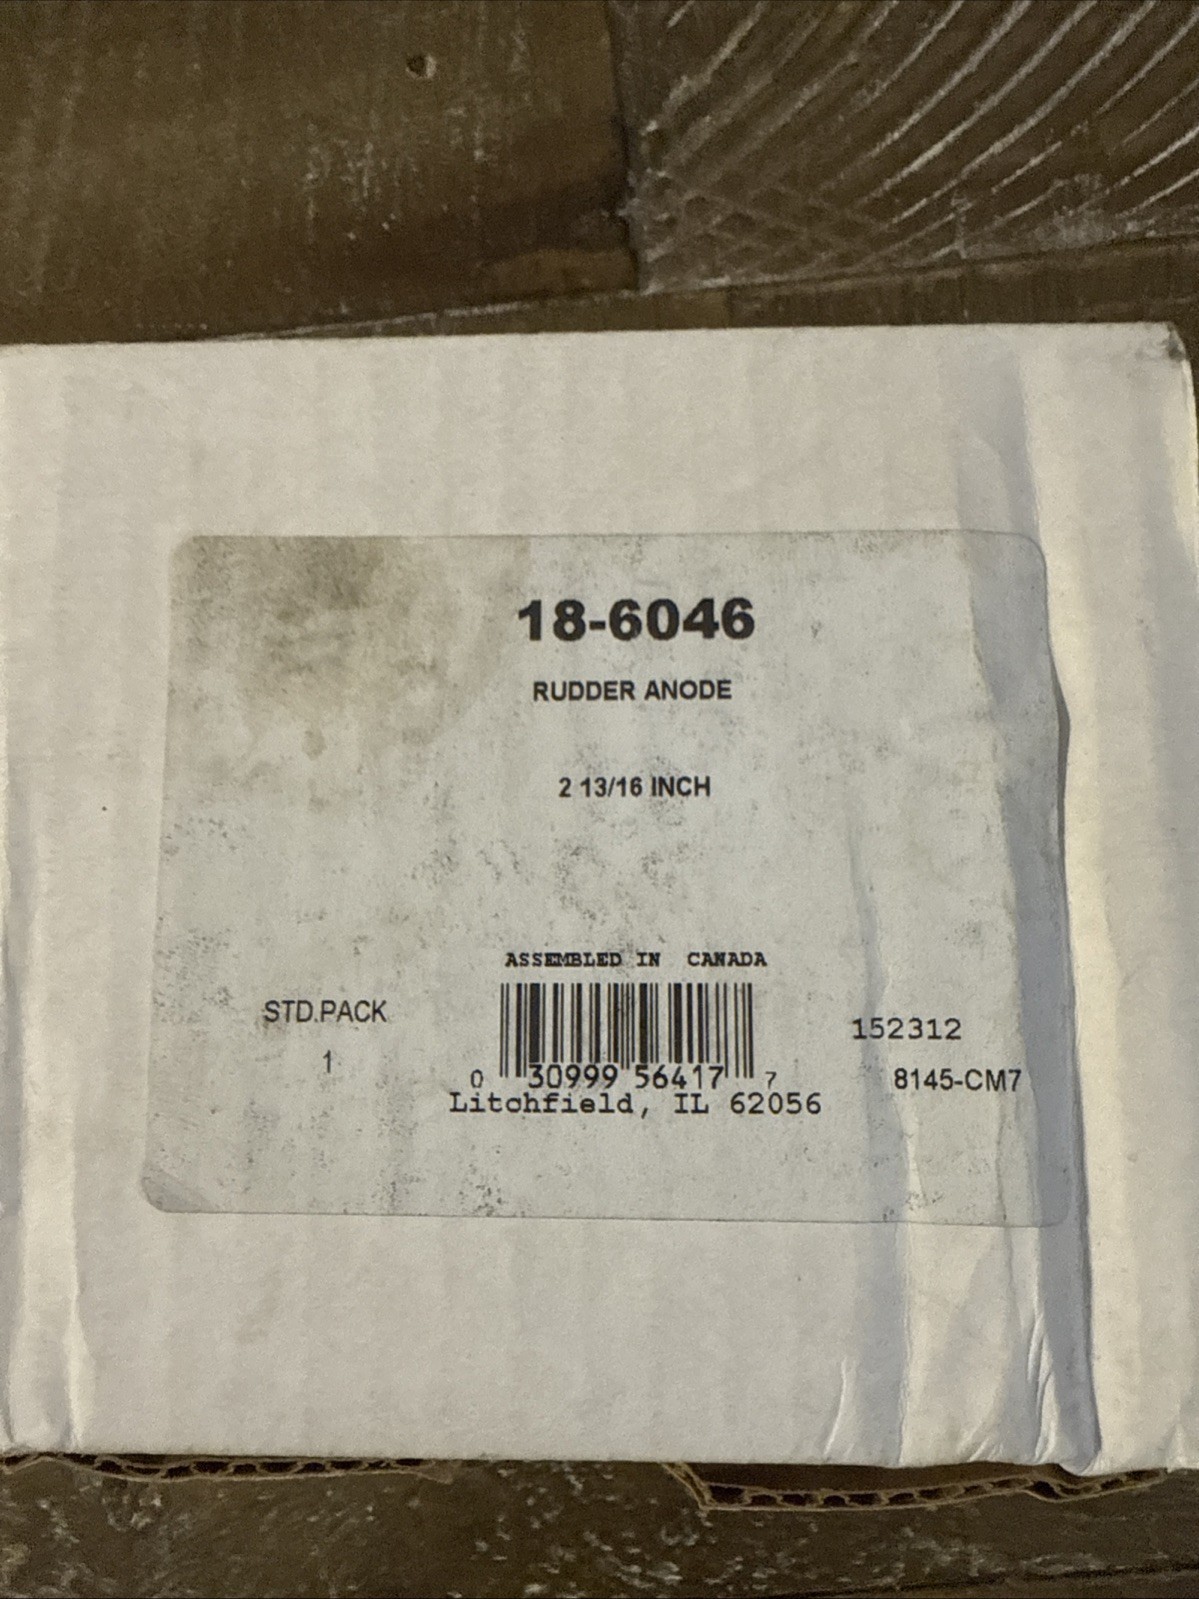 18-6046
RUDDER ANODE
2 13/16 INCH
ASSEMBLED IN CANADA
STD.PACK
1
0 30999 56417 7
Litchfield, IL 62056
152312
8145-CM7